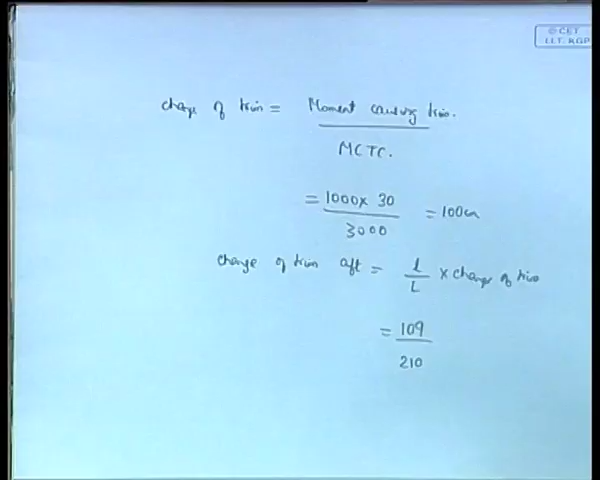 © CET
I.I.T. KGP
change of trim = Moment causing trim.
MCTC.
= 1000 x 30 = 100cm
3000
change of trim aft = l x change of trim
L
= 109
210